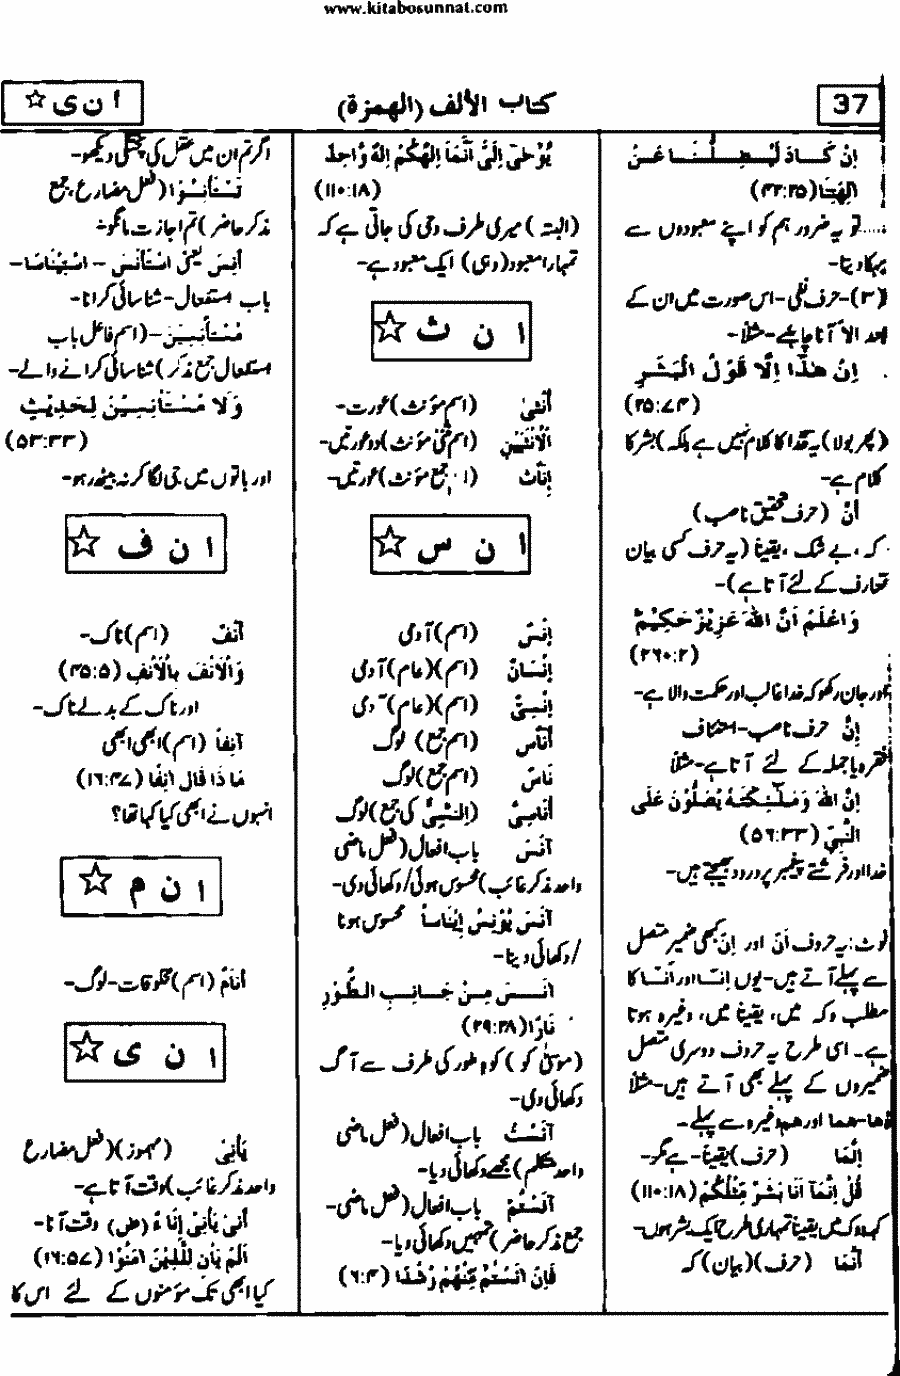 www.kitabosunnat.com
37
کتاب الألف (الهمزة)
ا ن ی ☆
اِنْ کَادَ لَیُضِلُّنَا عَنْ
اٰلِهَتِنَا (۲۵:۴۲)
.....تو یہ ضرور ہم کو اپنے معبودوں سے
بہکا دیتا-
(۳)-حرف نفی-اس صورت میں ان کے
بعد الاّ آنا چاہیے-مثلاً-
اِنْ هٰذَا اِلَّا قَوْلُ الْبَشَرِ
(۷۴:۲۵)
(پھر بولا) یہ خدا کا کلام نہیں ہے (بلکہ) بشر کا
کلام ہے-
اَنْ (حرف تحقیق ناصب)
کہ، بے شک، یقیناً (یہ حرف کسی بیان
تعارف کے لئے آتا ہے)-
وَاعْلَمْ اَنَّ اللّٰهَ عَزِیْزٌ حَکِیْمٌ
(۲:۲۶۰)
اور جان رکھو کہ خدا غالب اور حکمت والا ہے-
اِنَّ حرف ناصب-
فقرہ یا جملہ کے لئے آتا ہے-مثلاً
اِنَّ اللّٰهَ وَمَلٰٓئِکَتَهٗ یُصَلُّوْنَ عَلَی
النَّبِیِّ (۳۳:۵۶)
خدا اور فرشتے پیغمبر پر درود بھیجتے ہیں-
نوٹ: یہ حروف اَنَّ اور اِنَّ کبھی ضمیر متصل
سے پہلے آتے ہیں-یوں اِنَّا اور اَنَّا کا
مطلب وکہ میں، یقیناً میں، وغیرہ ہوتا
ہے-اسی طرح یہ حروف دوسری متصل
ضمیروں کے پہلے بھی آتے ہیں-مثلاً
ہ، ھا-ھما اور ھم وغیرہ سے پہلے-
اِنَّمَا (حرف) یقیناً-ہے مگر-
قُلْ اِنَّمَآ اَنَا بَشَرٌ مِّثْلُکُمْ (۱۸:۱۱۰)
کہہ دو کہ میں یقیناً تمہاری طرح ایک بشر ہوں-
اَنَّمَا (حرف) (بیان) کہ
یُوْحٰۤی اِلَیَّ اَنَّمَاۤ اِلٰهُکُمْ اِلٰهٌ وَّاحِدٌ
(۱۸:۱۱۰)
(البتہ) میری طرف وحی کی جاتی ہے کہ
تمہارا معبود (وہی) ایک معبود ہے-
ا ن ث ☆
اُنْثٰی (اسم مؤنث) عورت-
اَلْاُنْثَیَیْنِ (اسم مثنیٰ مؤنث) دو عورتیں-
اِنَاثٌ (جمع مؤنث) عورتیں-
ا ن س ☆
اِنْسٌ (اسم) آدمی
اِنْسَانٌ (اسم) (عام) آدمی
اِنْسِیٌّ (اسم) (عام) آدمی
اُنَاسٌ (اسم جمع) لوگ
نَاسٌ (اسم جمع) لوگ
اَنَاسِیَّ (اِنْسِیٌّ کی جمع) لوگ
اٰنَسَ باب افعال (فعل ماضی
واحد مذکر غائب) محسوس ہوئی/دکھائی دی-
اٰنَسَ یُوْنِسُ اِیْنَاساً محسوس ہونا
/دکھائی دینا-
اٰنَسَ مِنْ جَانِبِ الطُّوْرِ
نَارًا (۲۸:۲۹)
(موسیٰ کو) کوہ طور کی طرف سے آگ
دکھائی دی-
اٰنَسْتُ باب افعال (فعل ماضی
واحد متکلم) مجھے دکھائی دیا-
اٰنَسْتُمْ باب افعال (فعل ماضی-
جمع مذکر حاضر) تمہیں دکھائی دیا-
فَاِنْ اٰنَسْتُمْ مِّنْهُمْ رُشْدًا (۴:۶)
اگر تم ان میں عقل کی پختگی دیکھو-
تَسْتَأْنِسُوْا (فعل مضارع، جمع
مذکر حاضر) تم اجازت مانگو-
اُنِسَ یعنی اِسْتَأْنَسَ - اِسْتِیْنَاسًا-
باب استفعال-شناسائی کرانا-
مُسْتَأْنِسِیْنَ-(اسم فاعل باب
استفعال جمع مذکر) شناسائی کرانے والے-
وَلَا مُسْتَاْنِسِیْنَ لِحَدِیْثٍ
(۳۳:۵۳)
اور باتوں میں جی لگا کر نہ بیٹھ رہو-
ا ن ف ☆
اَنْفٌ (اسم) ناک-
وَالْاَنْفَ بِالْاَنْفِ (۵:۴۵)
اور ناک کے بدلے ناک-
آنِفاً (اسم) ابھی ابھی
مَا ذَا قَالَ اٰنِفًا (۴۷:۱۶)
انہوں نے ابھی کیا کہا تھا؟
ا ن م ☆
اَنَامٌ (اسم) مخلوقات-لوگ-
ا ن ی ☆
یَأْنِیْ (مہموز) (فعل مضارع
واحد مذکر غائب) وقت آتا ہے-
اَنٰی یَأْنِیْ اِنَاءً (علی) وقت آنا-
اَلَمْ یَاْنِ لِلَّذِیْنَ اٰمَنُوْا (۵۷:۱۶)
کیا ابھی تک مؤمنوں کے لئے اس کا